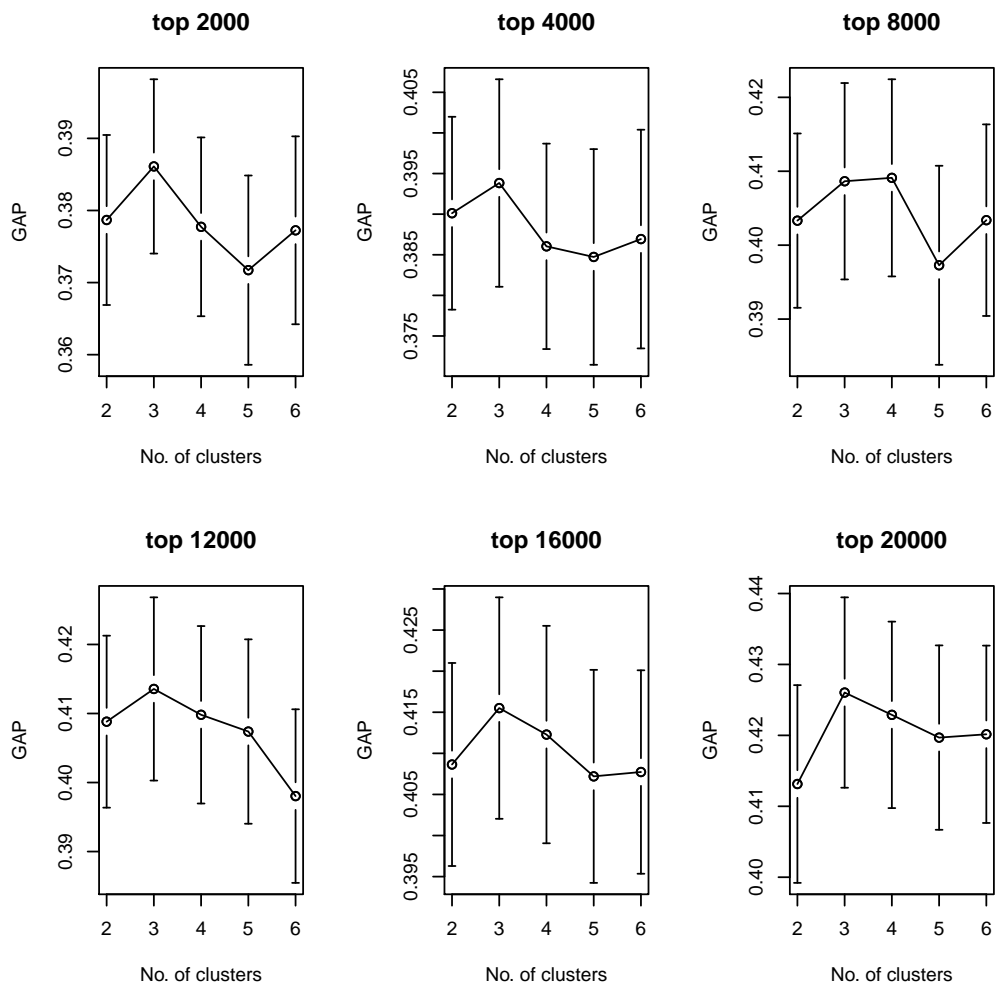 top 2000
top 4000
top 8000
GAP
0.36 0.37 0.38 0.39
2 3 4 5 6
No. of clusters
GAP
0.375 0.385 0.395 0.405
2 3 4 5 6
No. of clusters
GAP
0.39 0.40 0.41 0.42
2 3 4 5 6
No. of clusters
top 12000
top 16000
top 20000
GAP
0.39 0.40 0.41 0.42
2 3 4 5 6
No. of clusters
GAP
0.395 0.405 0.415 0.425
2 3 4 5 6
No. of clusters
GAP
0.40 0.41 0.42 0.43 0.44
2 3 4 5 6
No. of clusters